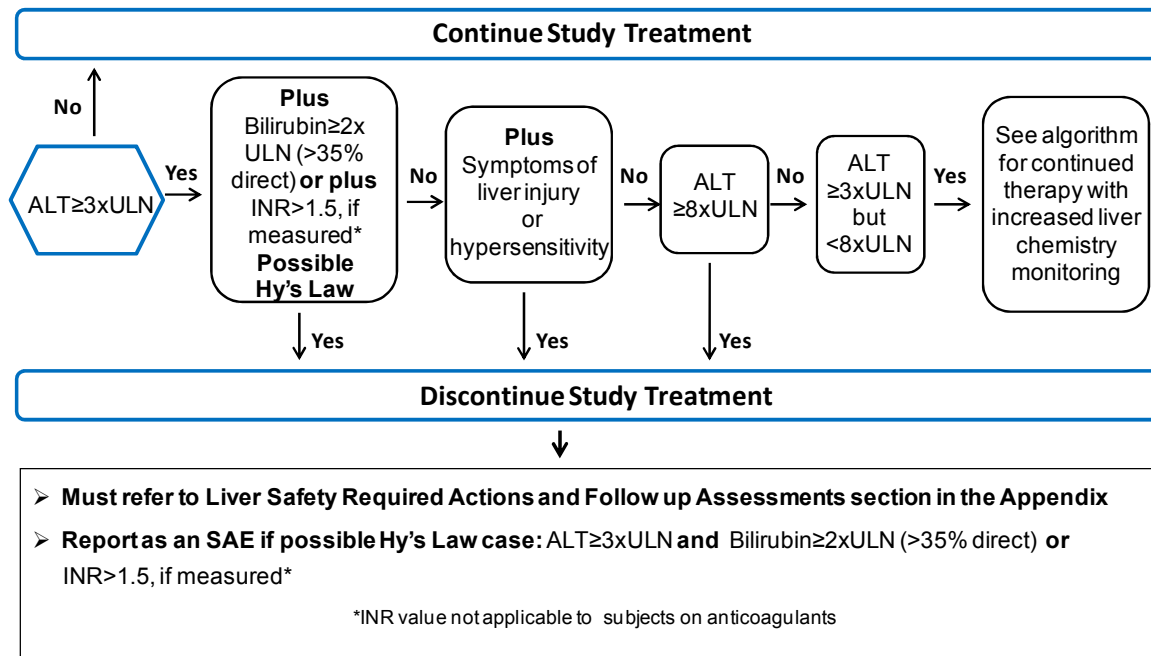 Continue Study Treatment
No
ALT≥3xULN
Yes
Plus
Bilirubin≥2x
ULN (>35%
direct) or plus
INR>1.5, if
measured*
Possible
Hy's Law
No
Yes
Plus
Symptoms of
liver injury
or
hypersensitivity
No
Yes
ALT
≥8xULN
No
Yes
ALT
≥3xULN
but
<8xULN
Yes
See algorithm
for continued
therapy with
increased liver
chemistry
monitoring
Discontinue Study Treatment
➢ Must refer to Liver Safety Required Actions and Follow up Assessments section in the Appendix
➢ Report as an SAE if possible Hy's Law case: ALT≥3xULN and Bilirubin≥2xULN (>35% direct) or
INR>1.5, if measured*
*INR value not applicable to subjects on anticoagulants